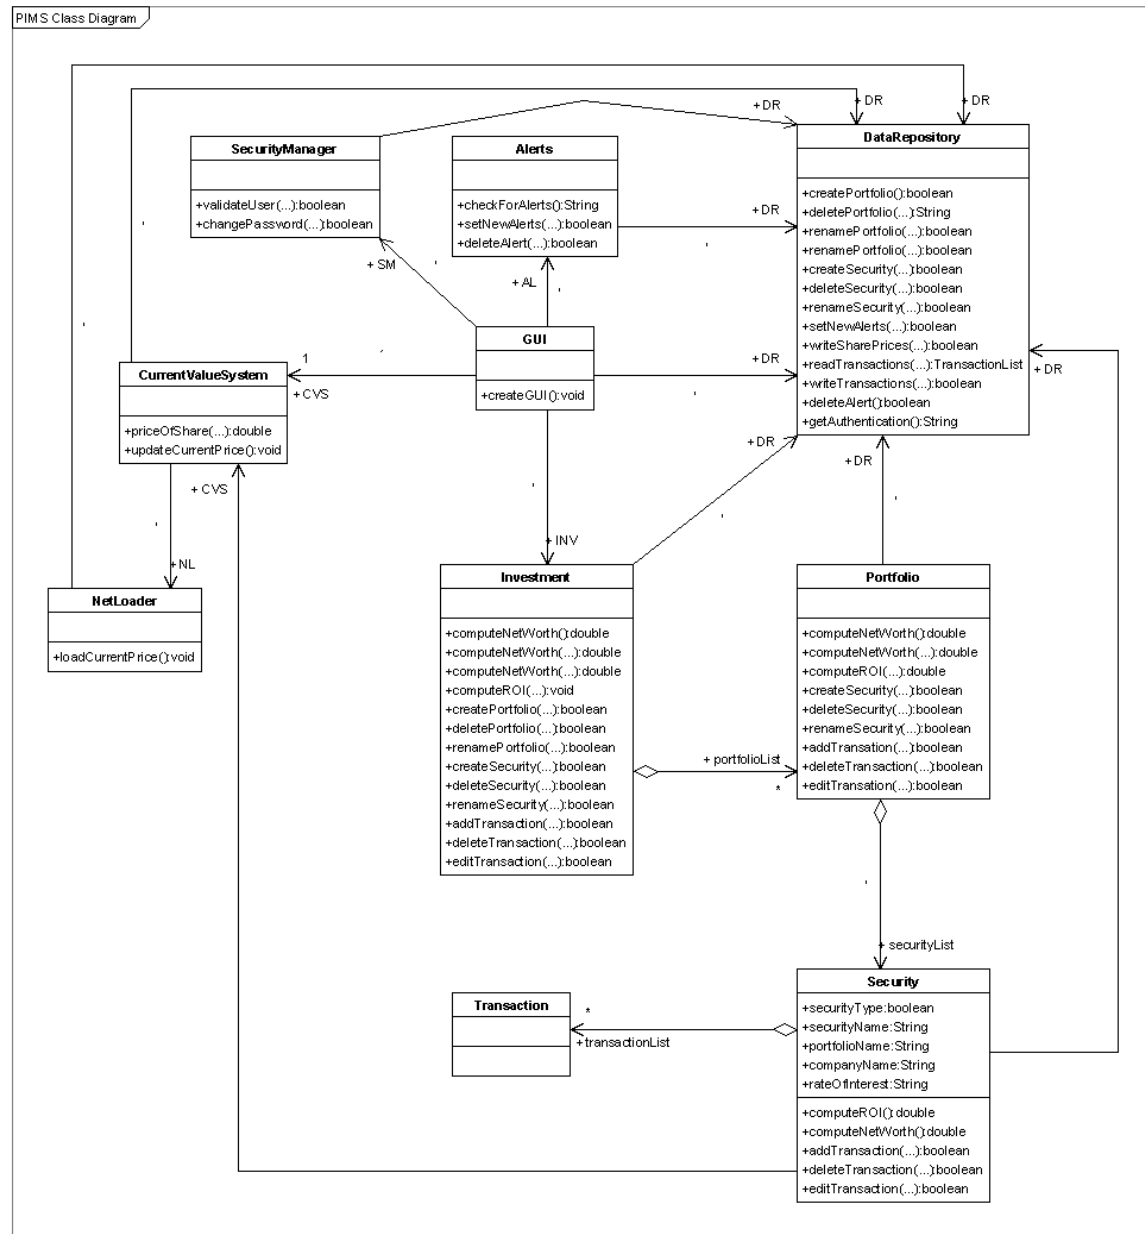 PIMS Class Diagram
+ DR
+ DR
+ DR
SecurityManager
+validateUser(...):boolean
+changePassword(...):boolean
Alerts
+checkForAlerts():String
+setNewAlerts(...):boolean
+deleteAlert(...):boolean
DataRepository
+createPortfolio():boolean
+deletePortfolio(...):String
+renamePortfolio(...):boolean
+renamePortfolio(...):boolean
+createSecurity(...):boolean
+deleteSecurity(...):boolean
+renameSecurity(...):boolean
+setNewAlerts(...):boolean
+writeSharePrices(...):boolean
+readTransactions(...):TransactionList
+writeTransactions(...):boolean
+deleteAlert():boolean
+getAuthentication():String
+ DR
+ SM
+ AL
GUI
+createGUI():void
1
+ CVS
+ DR
+ DR
CurrentValueSystem
+priceOfShare(...):double
+updateCurrentPrice():void
+ CVS
+ DR
+ DR
+ NL
+ INV
NetLoader
+loadCurrentPrice():void
Investment
+computeNetWorth():double
+computeNetWorth(...):double
+computeNetWorth(...):double
+computeROI(...):void
+createPortfolio(...):boolean
+deletePortfolio(...):boolean
+renamePortfolio(...):boolean
+createSecurity(...):boolean
+deleteSecurity(...):boolean
+renameSecurity(...):boolean
+addTransaction(...):boolean
+deleteTransaction(...):boolean
+editTransaction(...):boolean
Portfolio
+computeNetWorth():double
+computeNetWorth(...):double
+computeROI(...):double
+createSecurity(...):boolean
+deleteSecurity(...):boolean
+renameSecurity(...):boolean
+addTransation(...):boolean
+deleteTransaction(...):boolean
+editTransation(...):boolean
+ portfolioList
*
+ securityList
Transaction
*
+transactionList
Security
+securityType:boolean
+securityName:String
+portfolioName:String
+companyName:String
+rateOfInterest:String
+computeROI():double
+computeNetWorth():double
+addTransaction(...):boolean
+deleteTransaction(...):boolean
+editTransaction(...):boolean